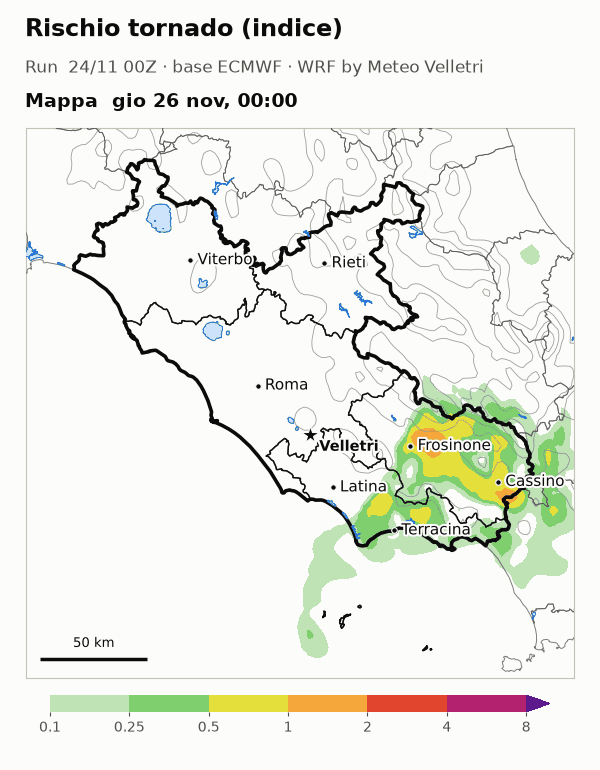 Rischio tornado (indice)
Run  24/11 00Z · base ECMWF · WRF by Meteo Velletri
Mappa  gio 26 nov, 00:00
Viterbo
Rieti
Roma
Velletri
Frosinone
Cassino
Latina
Terracina
50 km
0.1 0.25 0.5 1 2 4 8